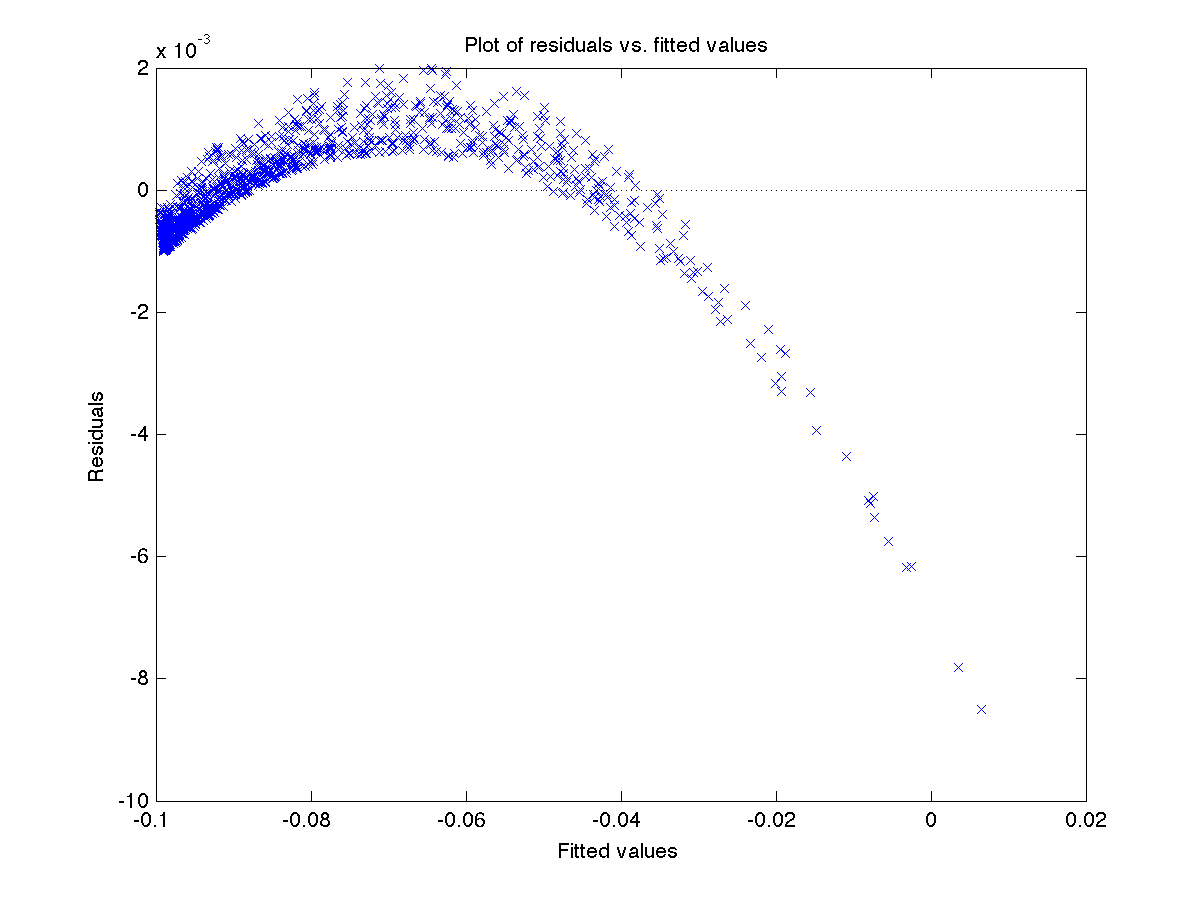 Plot of residuals vs. fitted values
x 10-3
2
0
-2
-4
-6
-8
-10
Residuals
-0.1 -0.08 -0.06 -0.04 -0.02 0 0.02
Fitted values